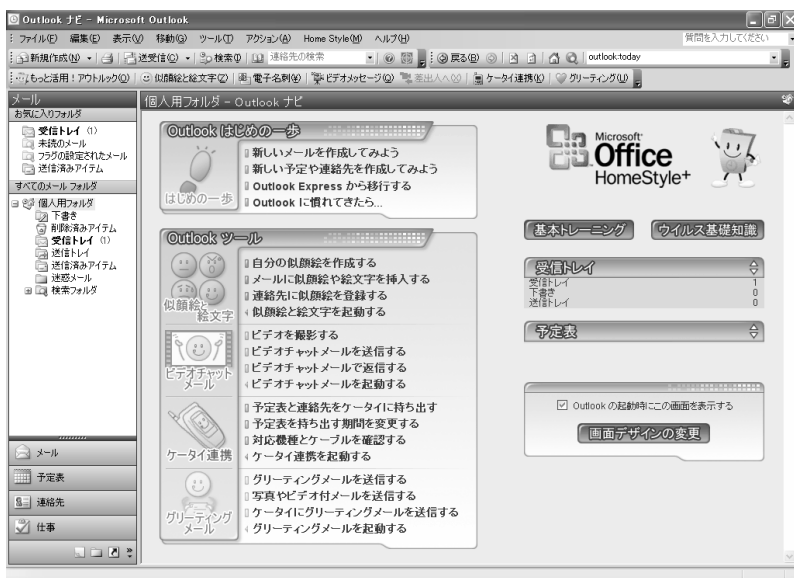 Outlook ナビ - Microsoft Outlook
ファイル(F) 編集(E) 表示(V) 移動(G) ツール(T) アクション(A) Home Style(M) ヘルプ(H) 質問を入力してください
新規作成(N) 送受信(C) 検索(I) 連絡先の検索 戻る(B) outlook:today
もっと活用!アウトルック(O) 似顔絵と絵文字(Z) 電子名刺(Y) ビデオメッセージ(Q) 差出人へ(X) ケータイ連携(K) グリーティング(U)
メール
お気に入りフォルダ
受信トレイ (1)
未読のメール
フラグの設定されたメール
送信済みアイテム
すべてのメール フォルダ
個人用フォルダ
下書き
削除済みアイテム
受信トレイ (1)
送信トレイ
送信済みアイテム
迷惑メール
検索フォルダ
メール
予定表
連絡先
仕事
個人用フォルダ - Outlook ナビ
Outlook はじめの一歩
はじめの一歩
新しいメールを作成してみよう
新しい予定や連絡先を作成してみよう
Outlook Express から移行する
Outlook に慣れてきたら...
Outlook ツール
似顔絵と
絵文字
自分の似顔絵を作成する
メールに似顔絵や絵文字を挿入する
連絡先に似顔絵を登録する
似顔絵と絵文字を起動する
ビデオチャット
メール
ビデオを撮影する
ビデオチャットメールを送信する
ビデオチャットメールで返信する
ビデオチャットメールを起動する
ケータイ連携
予定表と連絡先をケータイに持ち出す
予定表を持ち出す期間を変更する
対応機種とケーブルを確認する
ケータイ連携を起動する
グリーティング
メール
グリーティングメールを送信する
写真やビデオ付メールを送信する
ケータイにグリーティングメールを送信する
グリーティングメールを起動する
Microsoft
Office
HomeStyle+
基本トレーニング ウイルス基礎知識
受信トレイ
受信トレイ 1
下書き 0
送信トレイ 0
予定表
Outlook の起動時にこの画面を表示する
画面デザインの変更